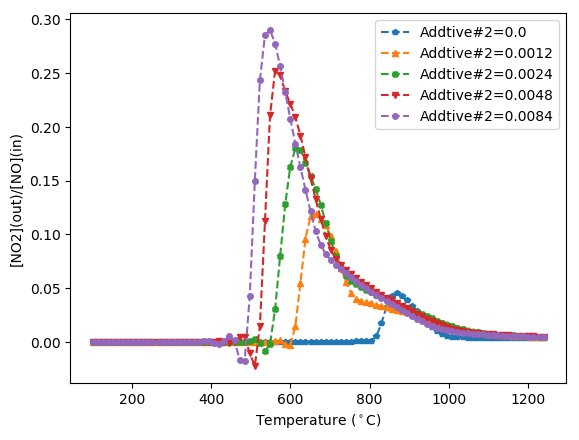 0.30
0.25
0.20
0.15
0.10
0.05
0.00
[NO2](out)/[NO](in)
Addtive#2=0.0
Addtive#2=0.0012
Addtive#2=0.0024
Addtive#2=0.0048
Addtive#2=0.0084
200 400 600 800 1000 1200
Temperature (°C)